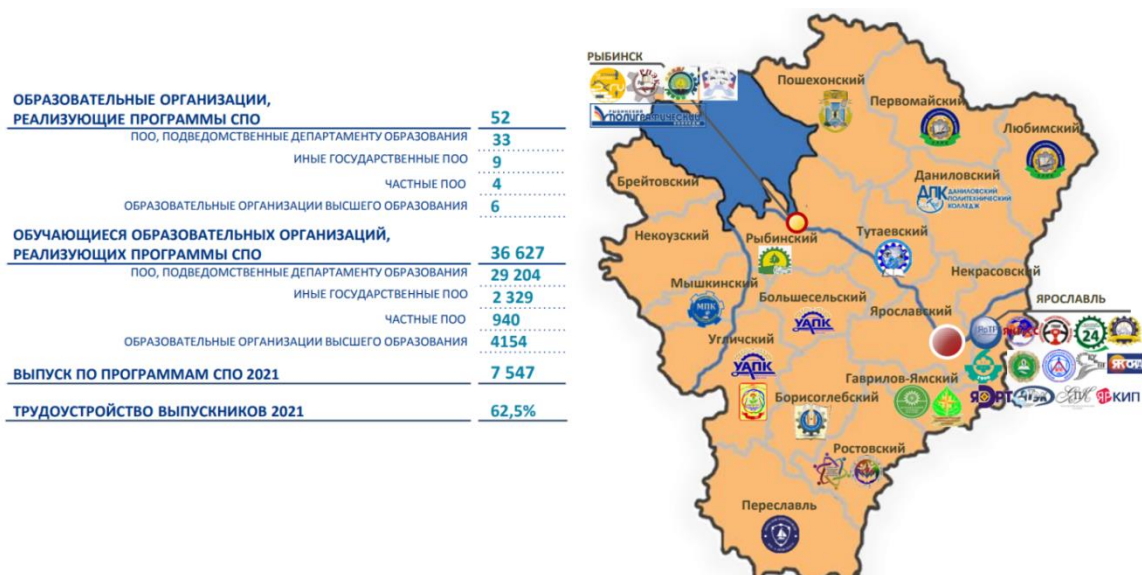 ОБРАЗОВАТЕЛЬНЫЕ ОРГАНИЗАЦИИ,
РЕАЛИЗУЮЩИЕ ПРОГРАММЫ СПО 52
ПОО, ПОДВЕДОМСТВЕННЫЕ ДЕПАРТАМЕНТУ ОБРАЗОВАНИЯ 33
ИНЫЕ ГОСУДАРСТВЕННЫЕ ПОО 9
ЧАСТНЫЕ ПОО 4
ОБРАЗОВАТЕЛЬНЫЕ ОРГАНИЗАЦИИ ВЫСШЕГО ОБРАЗОВАНИЯ 6
ОБУЧАЮЩИЕСЯ ОБРАЗОВАТЕЛЬНЫХ ОРГАНИЗАЦИЙ,
РЕАЛИЗУЮЩИХ ПРОГРАММЫ СПО 36 627
ПОО, ПОДВЕДОМСТВЕННЫЕ ДЕПАРТАМЕНТУ ОБРАЗОВАНИЯ 29 204
ИНЫЕ ГОСУДАРСТВЕННЫЕ ПОО 2 329
ЧАСТНЫЕ ПОО 940
ОБРАЗОВАТЕЛЬНЫЕ ОРГАНИЗАЦИИ ВЫСШЕГО ОБРАЗОВАНИЯ 4154
ВЫПУСК ПО ПРОГРАММАМ СПО 2021 7 547
ТРУДОУСТРОЙСТВО ВЫПУСКНИКОВ 2021 62,5%
РЫБИНСК
ПОЛИГРАФИЧЕСКИЙ
Пошехонский
Первомайский
Любимский
Брейтовский
Даниловский
АПК ДАНИЛОВСКИЙ
ПОЛИТЕХНИЧЕСКИЙ
КОЛЛЕДЖ
Некоузский
Рыбинский
Тутаевский
Некрасовский
Мышкинский
МПК
Большесельский
УАПК
Ярославский
ЯРОСЛАВЛЬ
24
Угличский
УАПК
Гаврилов-Ямский
Борисоглебский
КИП
Ростовский
Переславль